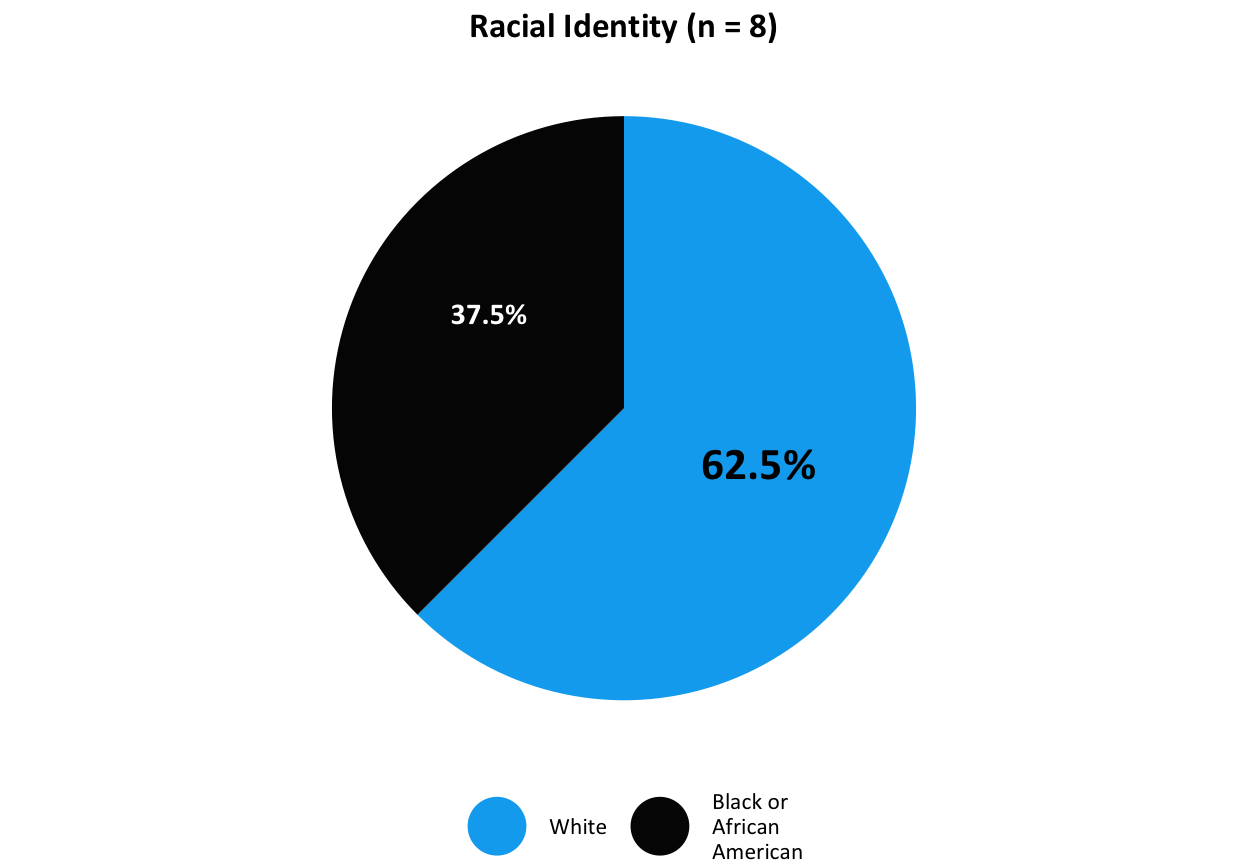 Racial Identity (n = 8)
37.5%
62.5%
White
Black or
African
American